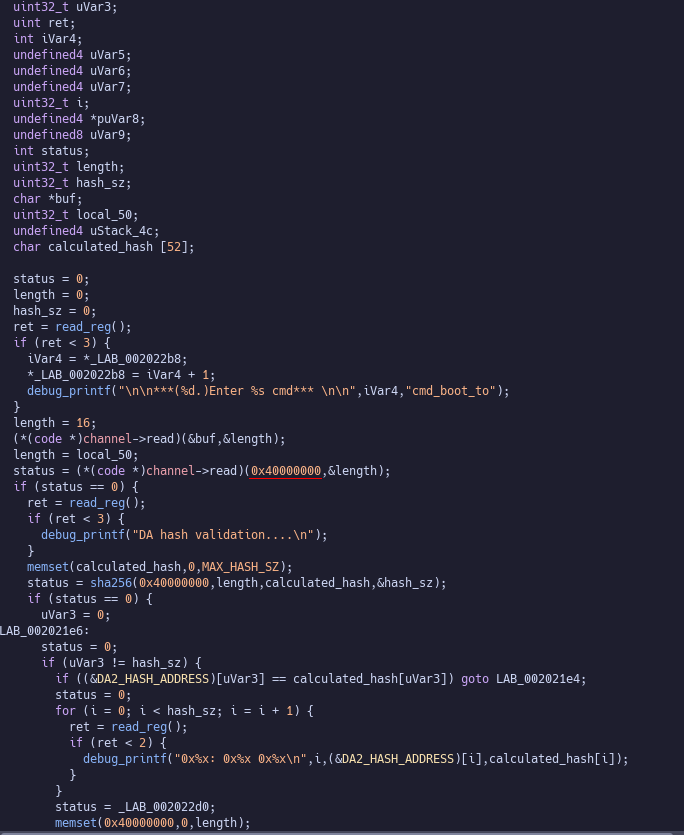 uint32_t uVar3;
uint ret;
int iVar4;
undefined4 uVar5;
undefined4 uVar6;
undefined4 uVar7;
uint32_t i;
undefined4 *puVar8;
undefined8 uVar9;
int status;
uint32_t length;
uint32_t hash_sz;
char *buf;
uint32_t local_50;
undefined4 uStack_4c;
char calculated_hash [52];

status = 0;
length = 0;
hash_sz = 0;
ret = read_reg();
if (ret < 3) {
  iVar4 = *_LAB_002022b8;
  *_LAB_002022b8 = iVar4 + 1;
  debug_printf("\n\n***(%d.)Enter %s cmd*** \n\n",iVar4,"cmd_boot_to");
}
length = 16;
(*(code *)channel->read)(&buf,&length);
length = local_50;
status = (*(code *)channel->read)(0x40000000,&length);
if (status == 0) {
  ret = read_reg();
  if (ret < 3) {
    debug_printf("DA hash validation....\n");
  }
  memset(calculated_hash,0,MAX_HASH_SZ);
  status = sha256(0x40000000,length,calculated_hash,&hash_sz);
  if (status == 0) {
    uVar3 = 0;
LAB_002021e6:
    status = 0;
    if (uVar3 != hash_sz) {
      if ((&DA2_HASH_ADDRESS)[uVar3] == calculated_hash[uVar3]) goto LAB_002021e4;
      status = 0;
      for (i = 0; i < hash_sz; i = i + 1) {
        ret = read_reg();
        if (ret < 2) {
          debug_printf("0x%x: 0x%x 0x%x\n",i,(&DA2_HASH_ADDRESS)[i],calculated_hash[i]);
        }
      }
      status = _LAB_002022d0;
      memset(0x40000000,0,length);